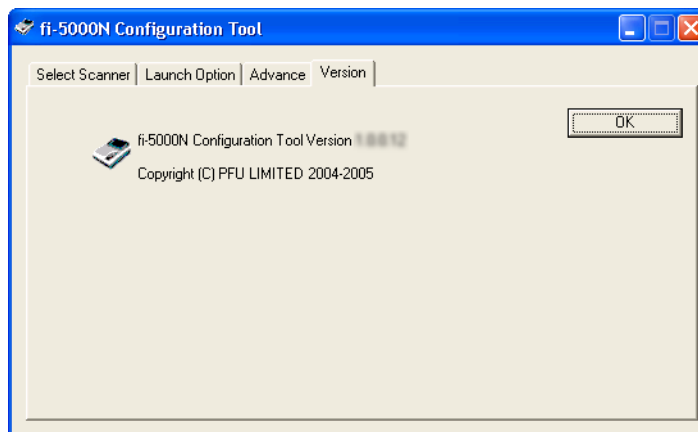 fi-5000N Configuration Tool
Select Scanner Launch Option Advance Version
OK
fi-5000N Configuration Tool Version
Copyright (C) PFU LIMITED 2004-2005